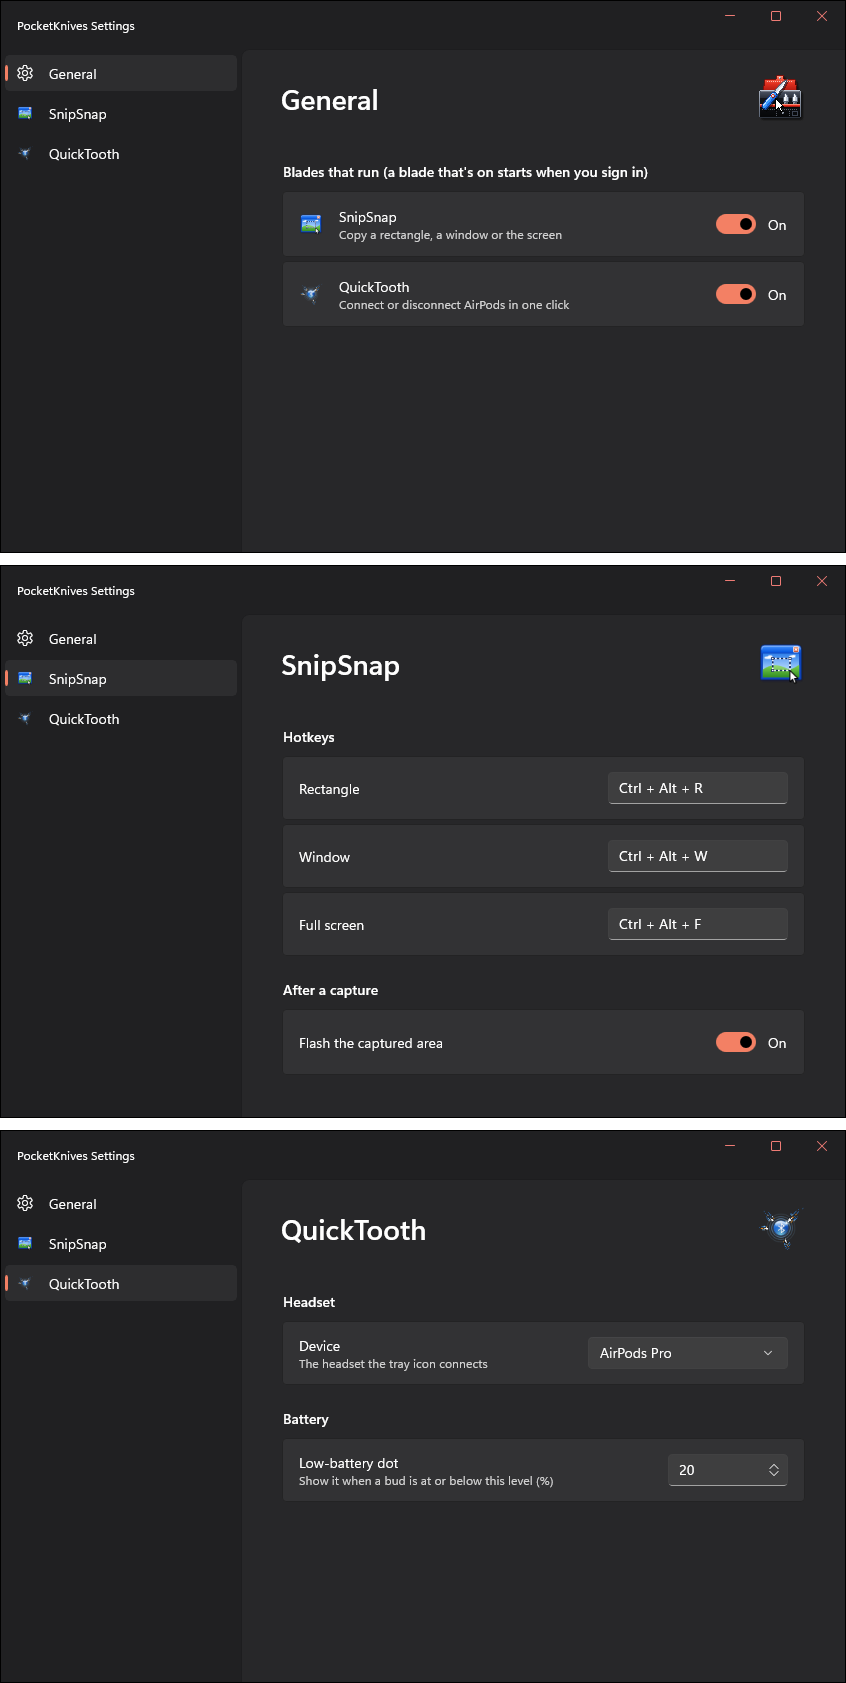 PocketKnives Settings
General
SnipSnap
QuickTooth
General
Blades that run (a blade that's on starts when you sign in)
SnipSnap
Copy a rectangle, a window or the screen
On
QuickTooth
Connect or disconnect AirPods in one click
On
PocketKnives Settings
General
SnipSnap
QuickTooth
SnipSnap
Hotkeys
Rectangle
Ctrl + Alt + R
Window
Ctrl + Alt + W
Full screen
Ctrl + Alt + F
After a capture
Flash the captured area
On
PocketKnives Settings
General
SnipSnap
QuickTooth
QuickTooth
Headset
Device
The headset the tray icon connects
AirPods Pro
Battery
Low-battery dot
Show it when a bud is at or below this level (%)
20